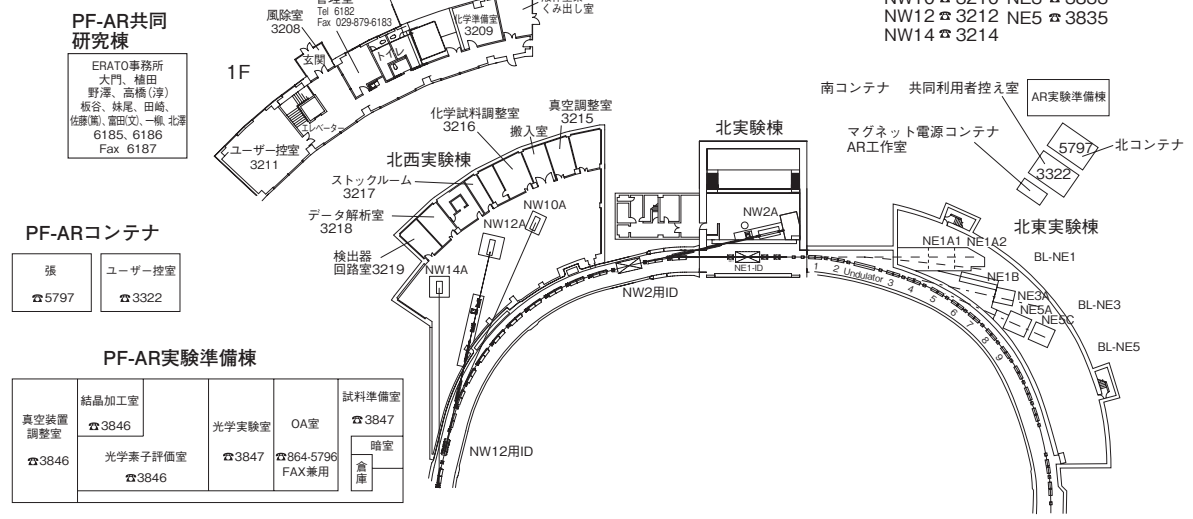 PF-AR共同
研究棟
ERATO事務所
大門、植田
野澤、高橋(淳)
板谷、妹尾、田崎、
佐藤(篤)、富田(文)、一柳、北澤
6185、6186
Fax 6187
1F
風除室
3208
Tel 6182
Fax 029-879-6183
玄関
トイレ
化学準備室
3209
くみ出し室
エレベーター
ユーザー控室
3211
NW12 ☎ 3212 NE5 ☎ 3835
NW14 ☎ 3214
南コンテナ
共同利用者控え室
AR実験準備棟
マグネット電源コンテナ
AR工作室
5797
北コンテナ
3322
北西実験棟
化学試料調整室
3216
搬入室
真空調整室
3215
ストックルーム
3217
データ解析室
3218
検出器
回路室3219
NW10A
NW12A
NW14A
北実験棟
NW2A
NE1-ID
NW2用ID
NW12用ID
1 2 Undulator 3 4 5 6 7 8 9
北東実験棟
NE1A1 NE1A2
BL-NE1
NE1B
NE3A
BL-NE3
NE5A
NE5C
BL-NE5
PF-ARコンテナ
張
☎5797
ユーザー控室
☎3322
PF-AR実験準備棟
真空装置
調整室
☎3846
結晶加工室
☎3846
光学素子評価室
☎3846
光学実験室
☎3847
OA室
☎864-5796
FAX兼用
試料準備室
☎3847
暗室
倉庫